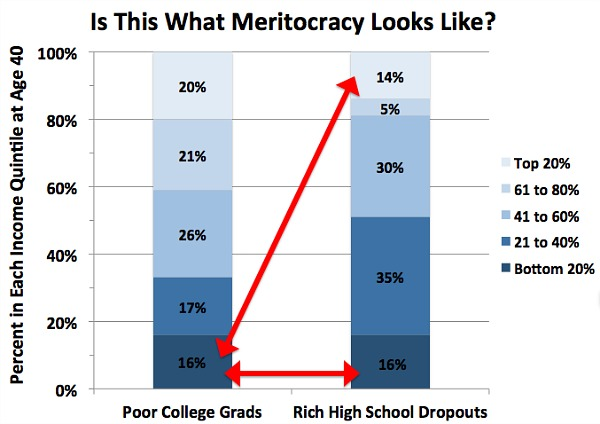 Is This What Meritocracy Looks Like?
Percent in Each Income Quintile at Age 40
100%
80%
60%
40%
20%
0%
20%
21%
26%
17%
16%
14%
5%
30%
35%
16%
Poor College Grads
Rich High School Dropouts
Top 20%
61 to 80%
41 to 60%
21 to 40%
Bottom 20%